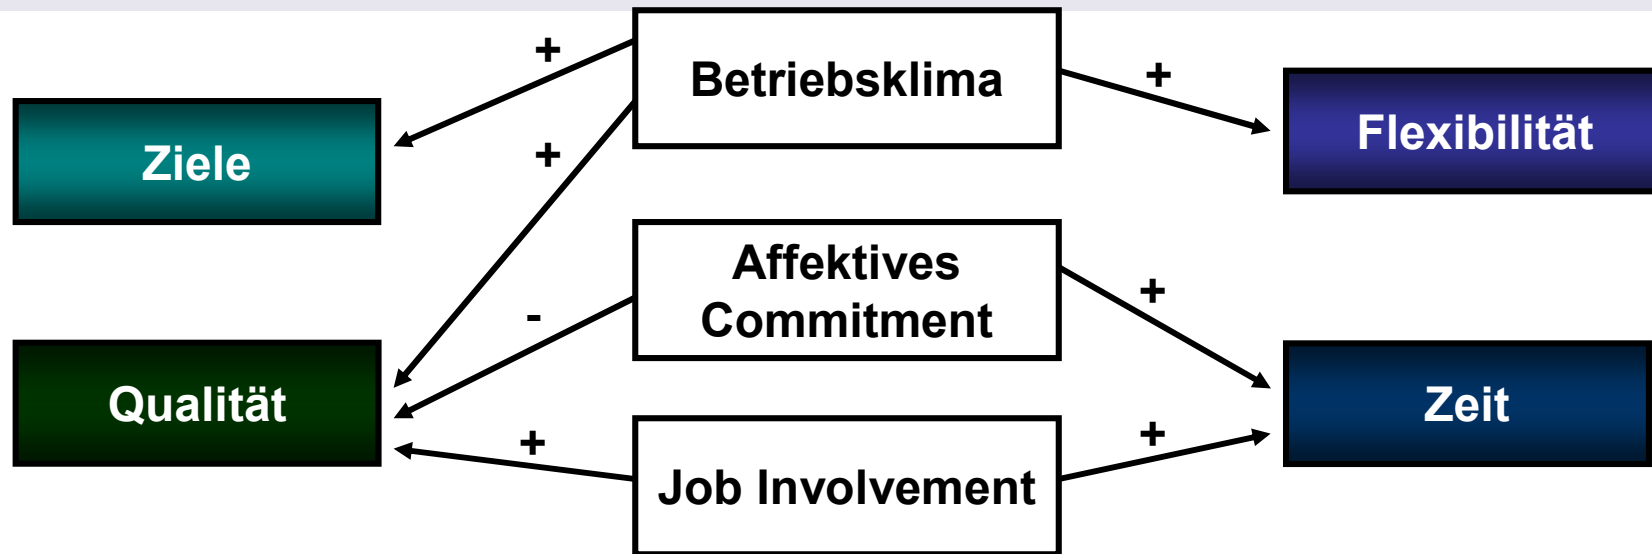 +
Betriebsklima
+
Ziele
+
Flexibilität
Affektives
Commitment
+
-
Qualität
Zeit
+
Job Involvement
+